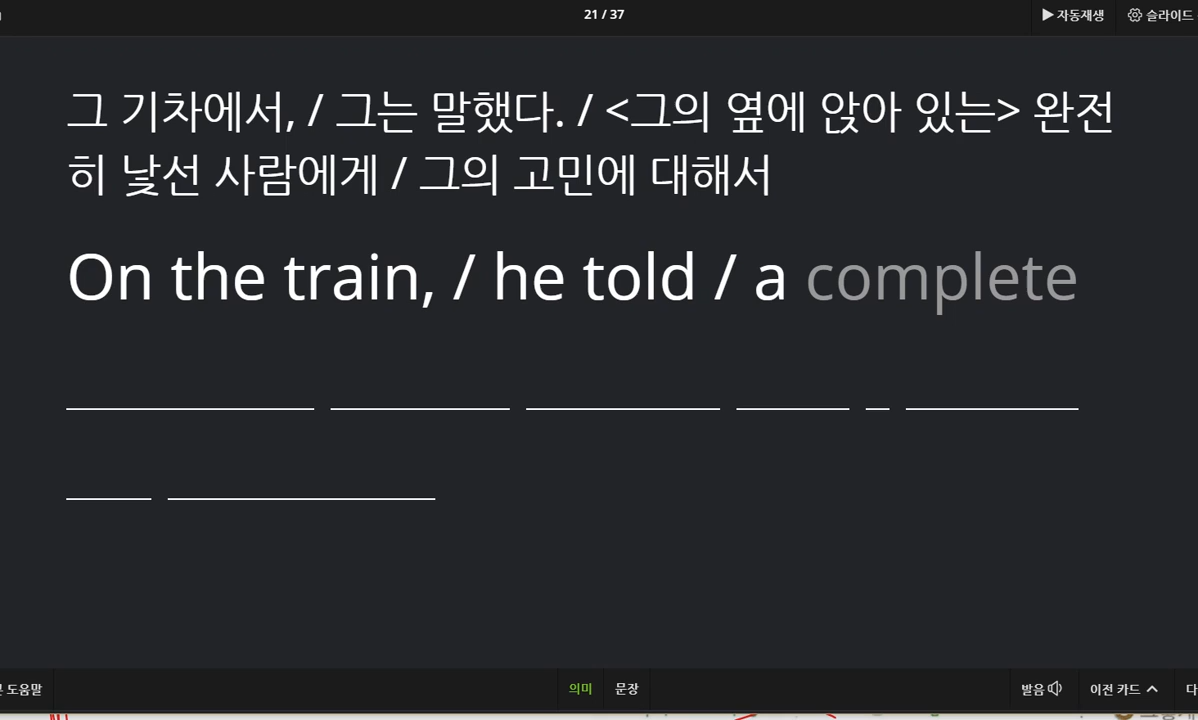 21 / 37
▶ 자동재생
슬라이드
그 기차에서, / 그는 말했다. / <그의 옆에 앉아 있는> 완전
히 낯선 사람에게 / 그의 고민에 대해서
On the train, / he told / a complete
도움말
의미
문장
발음
이전 카드